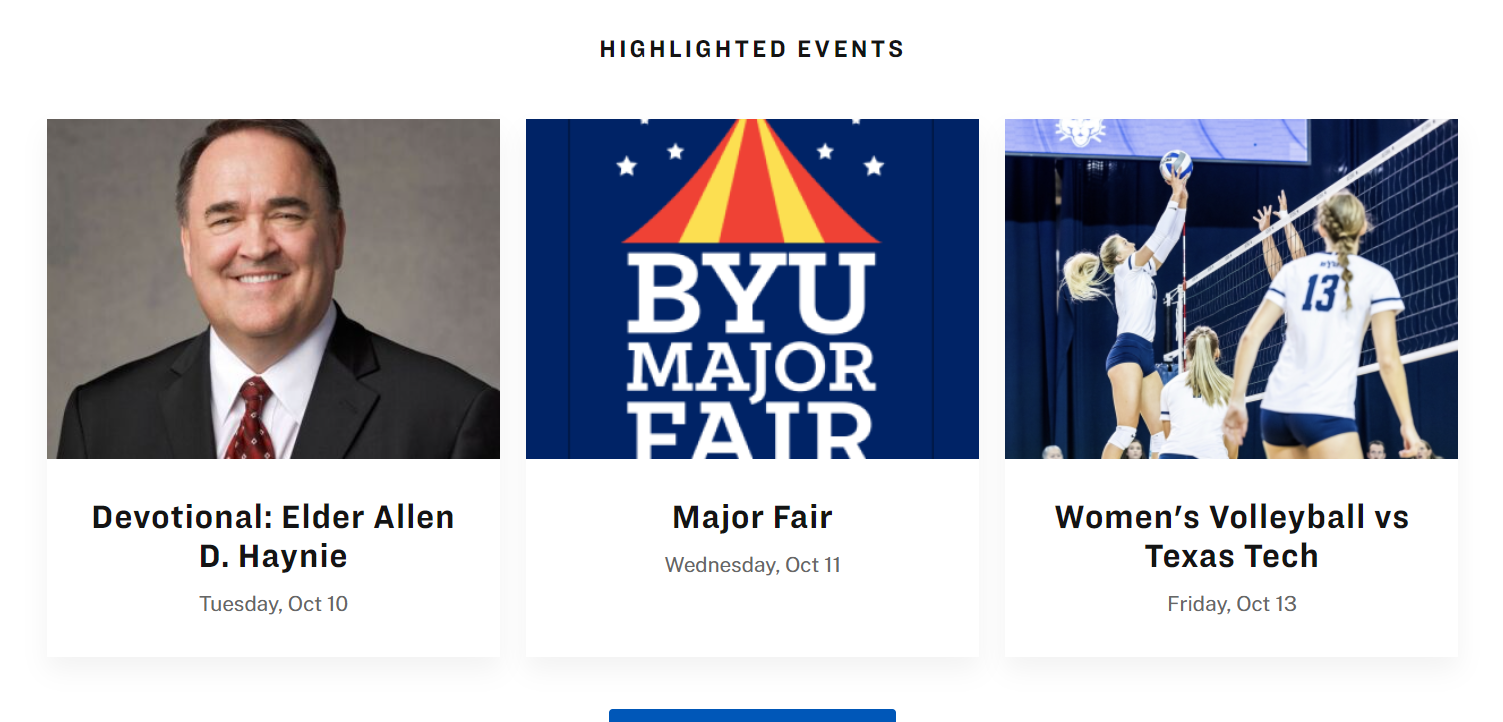 HIGHLIGHTED EVENTS
BYU
MAJOR
FAIR
BYU
13
Devotional: Elder Allen
D. Haynie
Tuesday, Oct 10
Major Fair
Wednesday, Oct 11
Women's Volleyball vs
Texas Tech
Friday, Oct 13